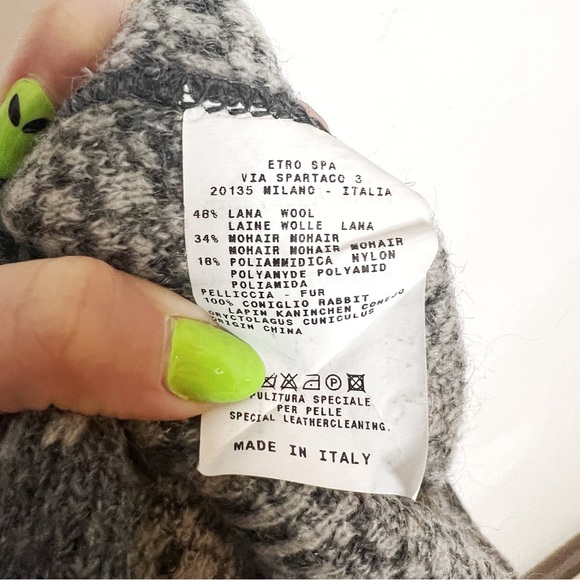 ETRO SPA
VIA SPARTACO 3
20135 MILANO - ITALIA
48% LANA WOOL
LAINE WOLLE LANA
34% MOHAIR MOHAIR
MOHAIR MOHAIR MOHAIR
18% POLIAMMIDICA NYLON
POLYAMYDE POLYAMID
POLIAMIDA
PELLICCIA - FUR
100% CONIGLIO RABBIT
LAPIN KANINCHEN CONEJO
ORYCTOLAGUS CUNICULUS
ORIGIN CHINA
P
PULITURA SPECIALE
PER PELLE
SPECIAL LEATHERCLEANING.
MADE IN ITALY